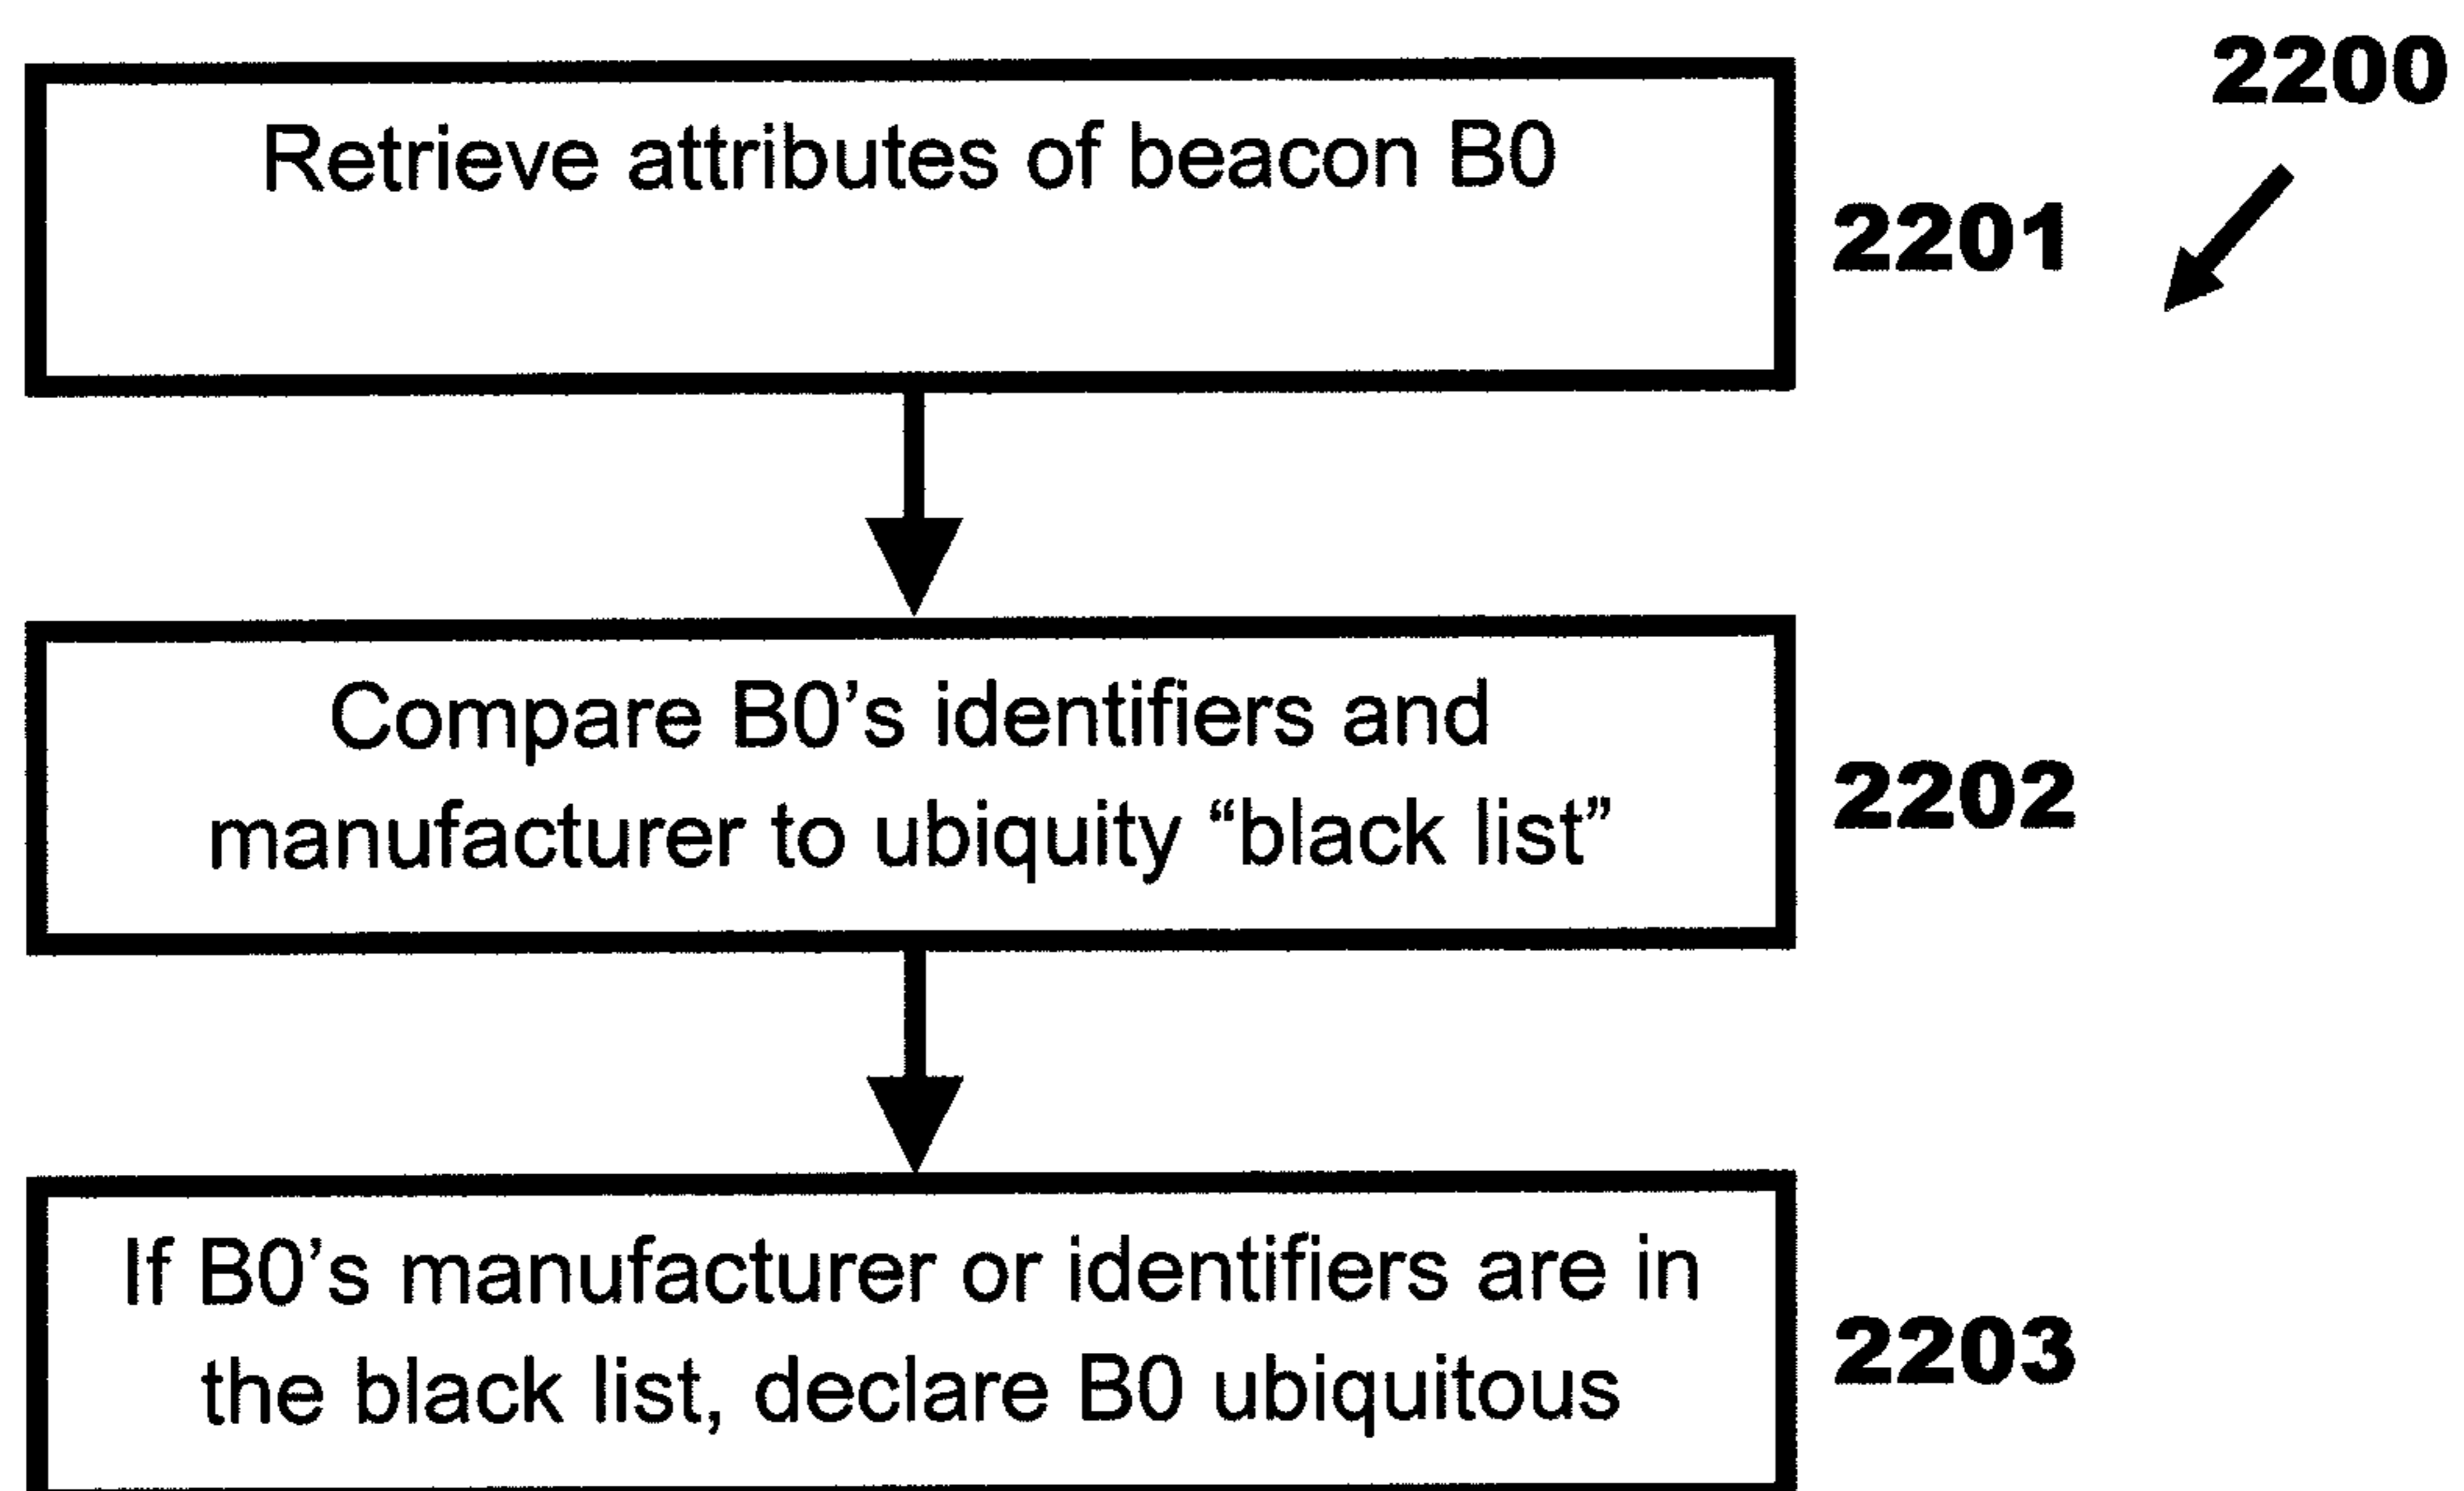 2200
Retrieve attributes of beacon B0
2201
Compare B0’s identifiers and
manufacturer to ubiquity “black list”
2202
If B0’s manufacturer or identifiers are in
the black list, declare B0 ubiquitous
2203